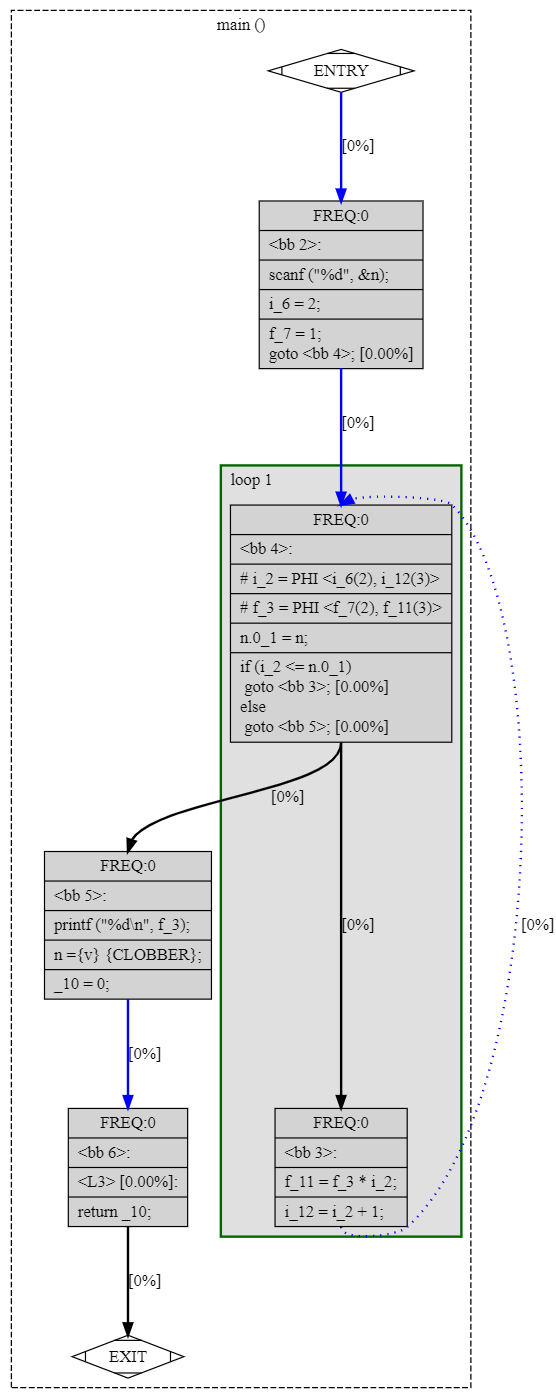 main ()
ENTRY
[0%]
FREQ:0
<bb 2>:
scanf ("%d", &n);
i_6 = 2;
f_7 = 1;
goto <bb 4>; [0.00%]
[0%]
loop 1
FREQ:0
<bb 4>:
# i_2 = PHI <i_6(2), i_12(3)>
# f_3 = PHI <f_7(2), f_11(3)>
n.0_1 = n;
if (i_2 <= n.0_1)
goto <bb 3>; [0.00%]
else
goto <bb 5>; [0.00%]
[0%]
FREQ:0
<bb 5>:
printf ("%d\n", f_3);
n ={v} {CLOBBER};
_10 = 0;
[0%]
[0%]
[0%]
FREQ:0
<bb 6>:
<L3> [0.00%]:
return _10;
FREQ:0
<bb 3>:
f_11 = f_3 * i_2;
i_12 = i_2 + 1;
[0%]
EXIT